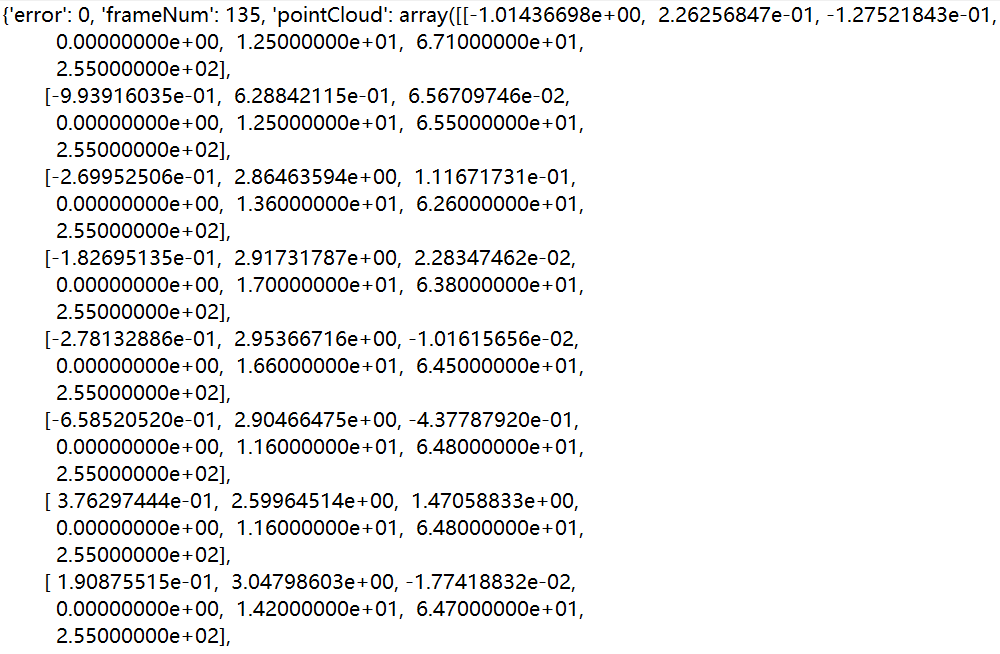 {'error': 0, 'frameNum': 135, 'pointCloud': array([[-1.01436698e+00, 2.26256847e-01, -1.27521843e-01,
0.00000000e+00, 1.25000000e+01, 6.71000000e+01,
2.55000000e+02],
[-9.93916035e-01, 6.28842115e-01, 6.56709746e-02,
0.00000000e+00, 1.25000000e+01, 6.55000000e+01,
2.55000000e+02],
[-2.69952506e-01, 2.86463594e+00, 1.11671731e-01,
0.00000000e+00, 1.36000000e+01, 6.26000000e+01,
2.55000000e+02],
[-1.82695135e-01, 2.91731787e+00, 2.28347462e-02,
0.00000000e+00, 1.70000000e+01, 6.38000000e+01,
2.55000000e+02],
[-2.78132886e-01, 2.95366716e+00, -1.01615656e-02,
0.00000000e+00, 1.66000000e+01, 6.45000000e+01,
2.55000000e+02],
[-6.58520520e-01, 2.90466475e+00, -4.37787920e-01,
0.00000000e+00, 1.16000000e+01, 6.48000000e+01,
2.55000000e+02],
[ 3.76297444e-01, 2.59964514e+00, 1.47058833e+00,
0.00000000e+00, 1.16000000e+01, 6.48000000e+01,
2.55000000e+02],
[ 1.90875515e-01, 3.04798603e+00, -1.77418832e-02,
0.00000000e+00, 1.42000000e+01, 6.47000000e+01,
2.55000000e+02],